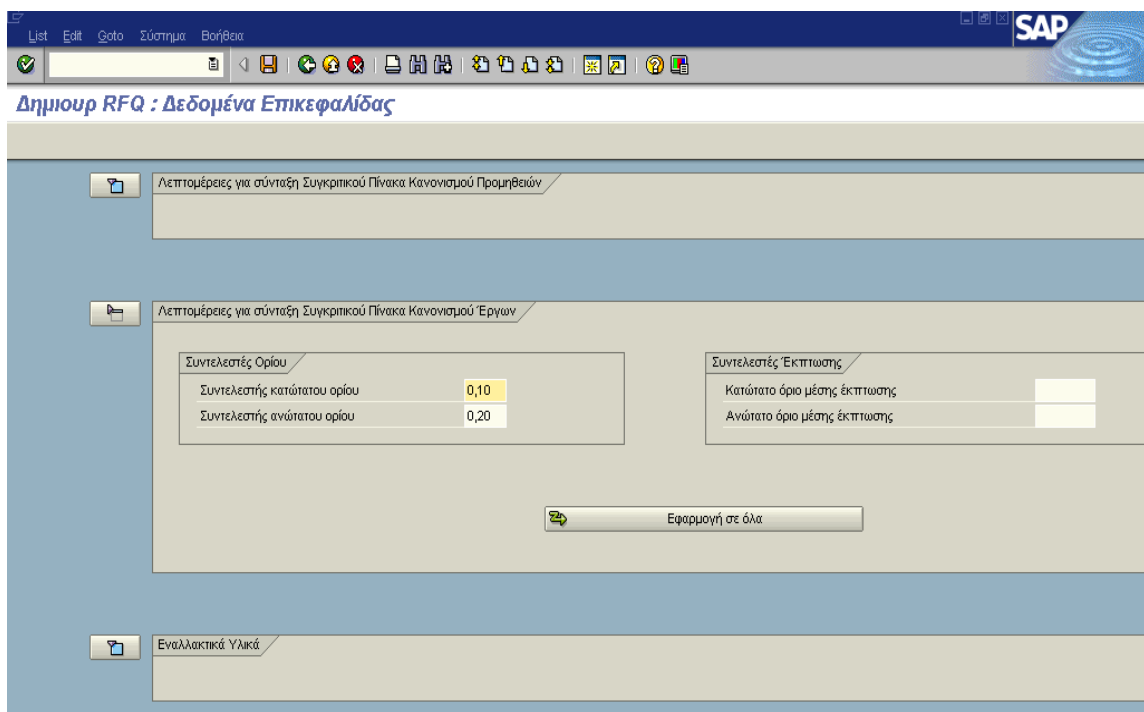 List Edit Goto Σύστημα Βοήθεια
SAP
Δημιουρ RFQ : Δεδομένα Επικεφαλίδας
Λεπτομέρειες για σύνταξη Συγκριτικού Πίνακα Κανονισμού Προμηθειών
Λεπτομέρειες για σύνταξη Συγκριτικού Πίνακα Κανονισμού Έργων
Συντελεστές Ορίου
Συντελεστής κατώτατου ορίου 0,10
Συντελεστής ανώτατου ορίου 0,20
Συντελεστές Έκπτωσης
Κατώτατο όριο μέσης έκπτωσης
Ανώτατο όριο μέσης έκπτωσης
Εφαρμογή σε όλα
Εναλλακτικά Υλικά